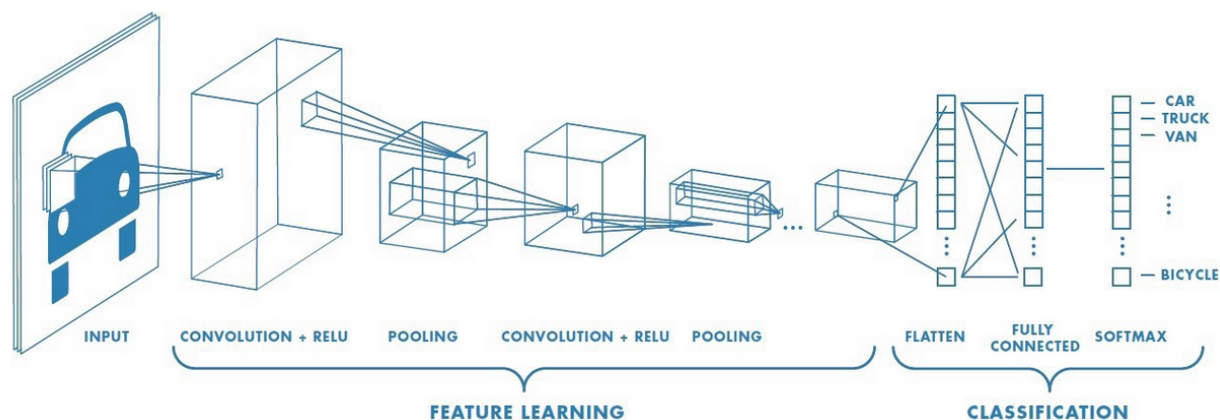 CAR
TRUCK
VAN
BICYCLE
INPUT
CONVOLUTION + RELU
POOLING
CONVOLUTION + RELU
POOLING
FLATTEN
FULLY
CONNECTED
SOFTMAX
FEATURE LEARNING
CLASSIFICATION